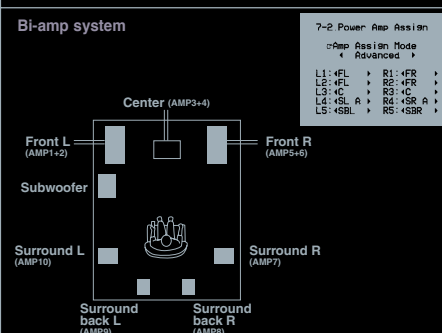 Bi-amp system
7-2.Power Amp Assign
☞Amp Assign Mode
◂ Advanced ▸
L1:◂FL ▸ R1:◂FR ▸
L2:◂FL ▸ R2:◂FR ▸
L3:◂C ▸ R3:◂C ▸
L4:◂SL A ▸ R4:◂SR A ▸
L5:◂SBL ▸ R5:◂SBR ▸
Center (AMP3+4)
Front L
(AMP1+2)
Front R
(AMP5+6)
Subwoofer
Surround L
(AMP10)
Surround R
(AMP7)
Surround
back L
(AMP9)
Surround
back R
(AMP8)